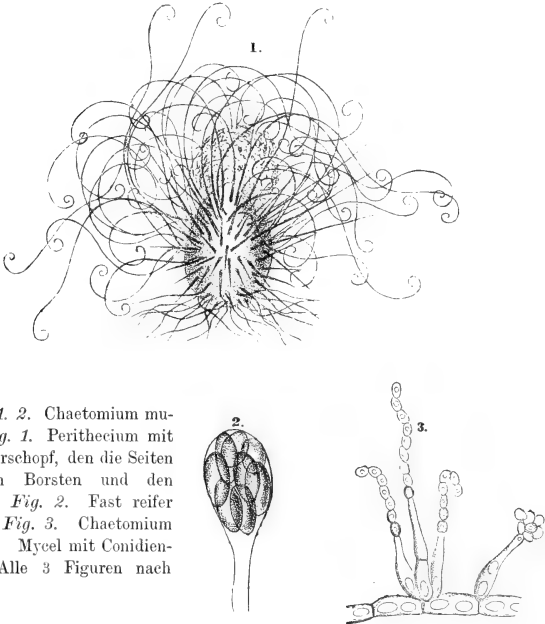 1.
1. 2. Chaetomium mu-
g. 1. Perithecium mit
rschopf, den die Seiten
n Borsten und den
Fig. 2. Fast reifer
Fig. 3. Chaetomium
Mycel mit Conidien-
Alle 3 Figuren nach
2.
3.